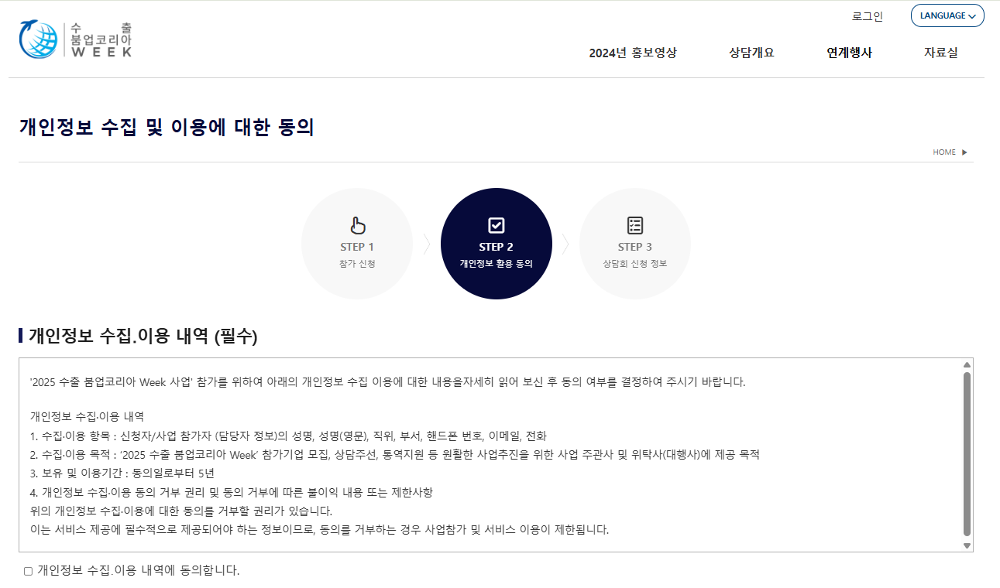 로그인
LANGUAGE
수 출
붐업코리아
WEEK
2024년 홍보영상
상담개요
연계행사
자료실
개인정보 수집 및 이용에 대한 동의
HOME ▶
STEP 1
참가 신청
STEP 2
개인정보 활용 동의
STEP 3
상담회 신청 정보
개인정보 수집.이용 내역 (필수)
'2025 수출 붐업코리아 Week 사업' 참가를 위하여 아래의 개인정보 수집 이용에 대한 내용을자세히 읽어 보신 후 동의 여부를 결정하여 주시기 바랍니다.
개인정보 수집·이용 내역
1. 수집·이용 항목 : 신청자/사업 참가자 (담당자 정보)의 성명, 성명(영문), 직위, 부서, 핸드폰 번호, 이메일, 전화
2. 수집·이용 목적 : ‘2025 수출 붐업코리아 Week’ 참가기업 모집, 상담주선, 통역지원 등 원활한 사업추진을 위한 사업 주관사 및 위탁사(대행사)에 제공 목적
3. 보유 및 이용기간 : 동의일로부터 5년
4. 개인정보 수집·이용 동의 거부 권리 및 동의 거부에 따른 불이익 내용 또는 제한사항
위의 개인정보 수집·이용에 대한 동의를 거부할 권리가 있습니다.
이는 서비스 제공에 필수적으로 제공되어야 하는 정보이므로, 동의를 거부하는 경우 사업참가 및 서비스 이용이 제한됩니다.
개인정보 수집.이용 내역에 동의합니다.